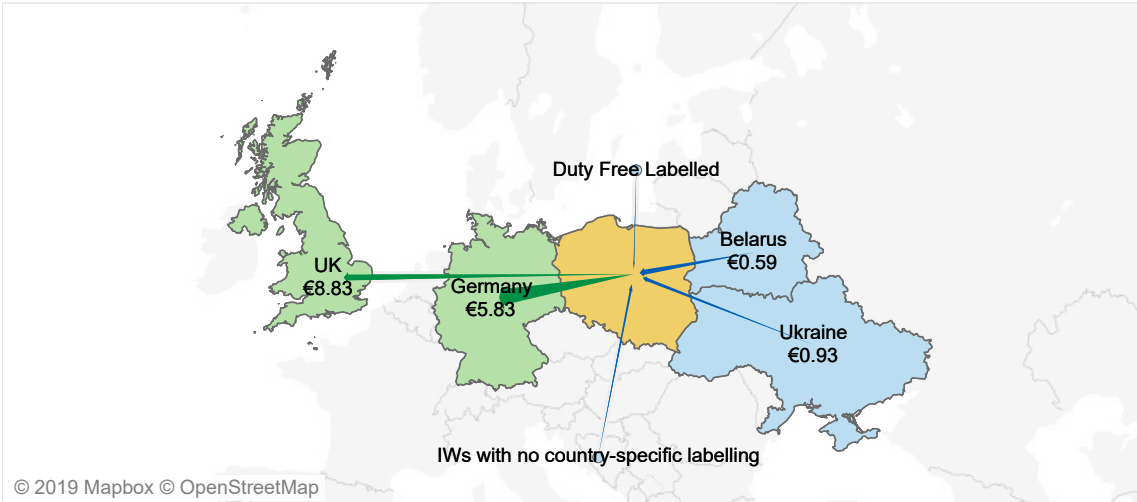 Duty Free Labelled
Belarus
€0.59
UK
€8.83
Germany
€5.83
Ukraine
€0.93
IWs with no country-specific labelling
© 2019 Mapbox © OpenStreetMap